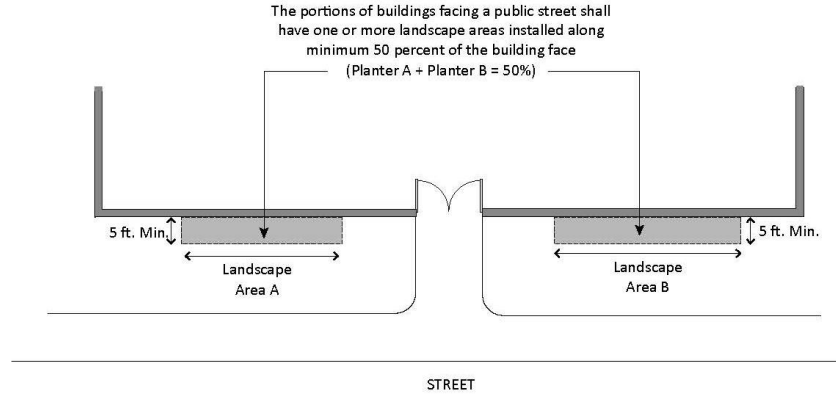 The portions of buildings facing a public street shall
have one or more landscape areas installed along
minimum 50 percent of the building face
(Planter A + Planter B = 50%)
5 ft. Min.
5 ft. Min.
Landscape
Area A
Landscape
Area B
STREET